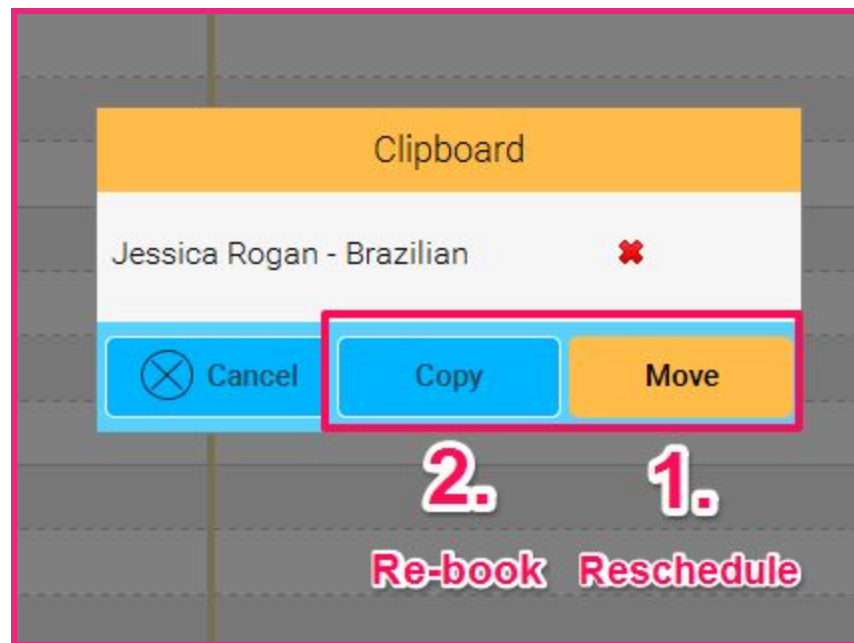 Clipboard
Jessica Rogan - Brazilian
Cancel Copy Move
2. 1.
Re-book Reschedule